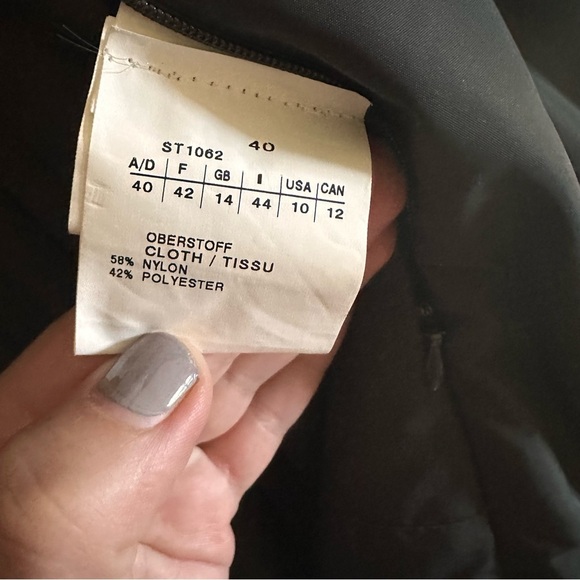 40
ST1062
A/D F GB I USA CAN
40 42 14 44 10 12
OBERSTOFF
CLOTH / TISSU
58% NYLON
42% POLYESTER